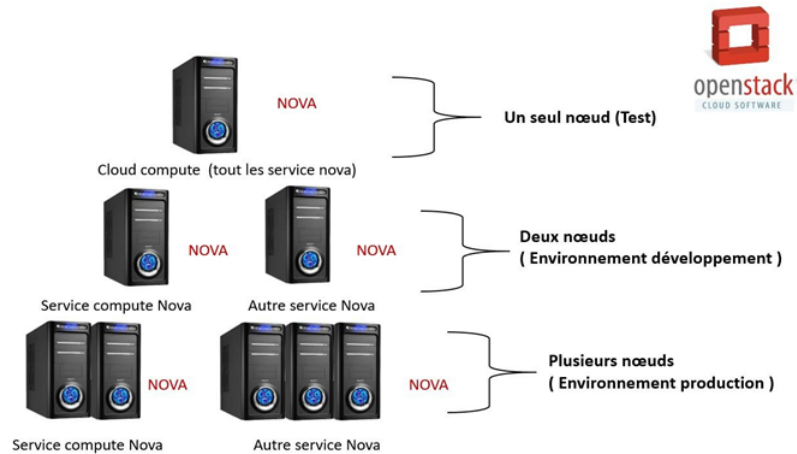 openstack
CLOUD SOFTWARE
NOVA
Un seul nœud (Test)
Cloud compute (tout les service nova)
NOVA
NOVA
Deux nœuds
( Environnement développement )
Service compute Nova
Autre service Nova
NOVA
NOVA
Plusieurs nœuds
( Environnement production )
Service compute Nova
Autre service Nova